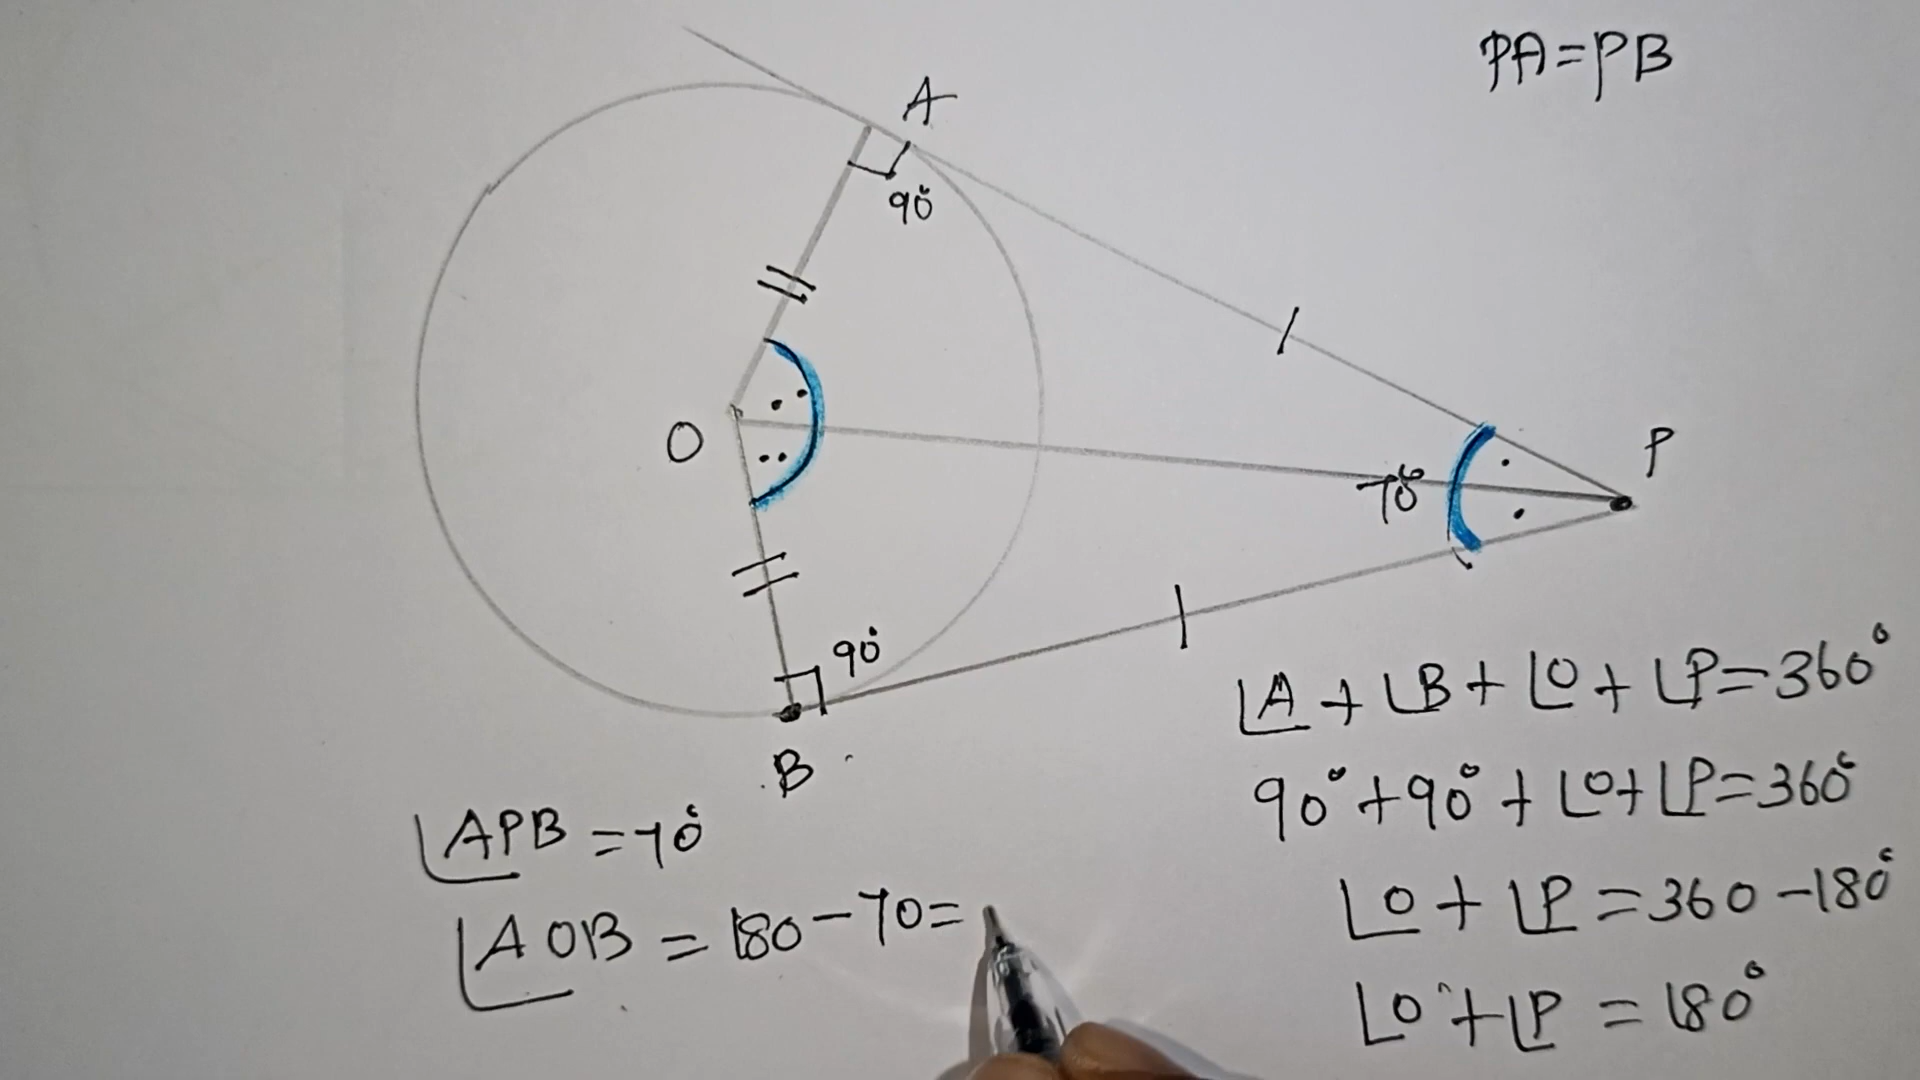 PA=PB
A
90°
O
P
70°
90°
B
∠A + ∠B + ∠O + ∠P = 360°
90° + 90° + ∠O + ∠P = 360°
∠O + ∠P = 360 - 180°
∠O + ∠P = 180°
∠APB = 70°
∠AOB = 180 - 70 =